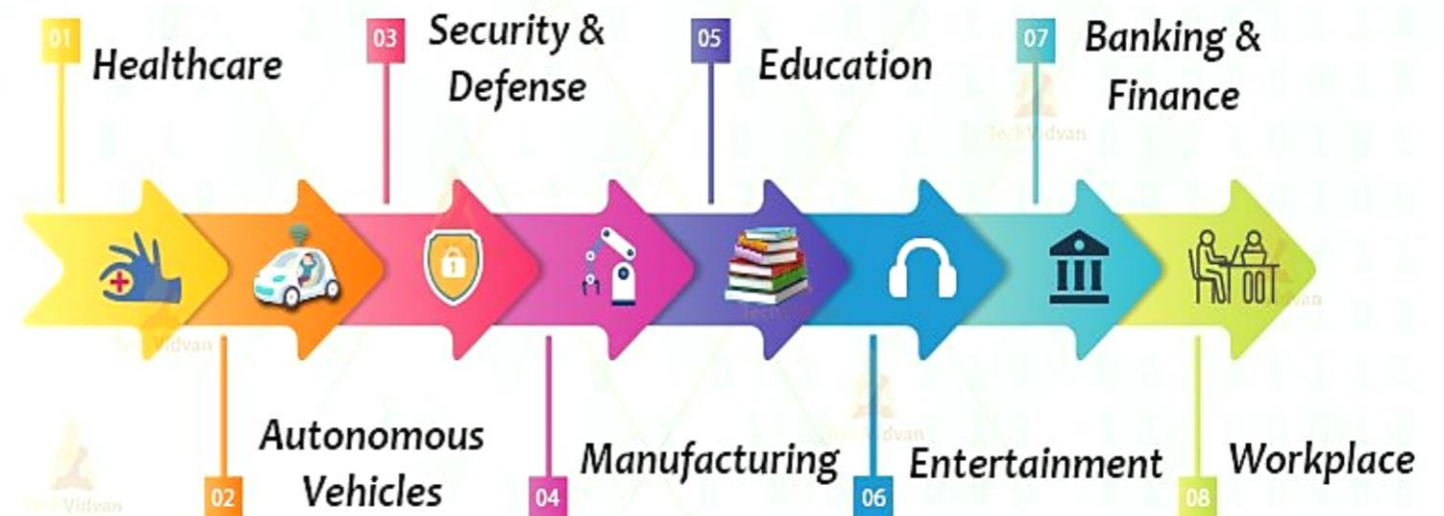 01
Healthcare
02
Autonomous
Vehicles
03
Security &
Defense
04
Manufacturing
05
Education
06
Entertainment
07
Banking &
Finance
08
Workplace
TechVidvan